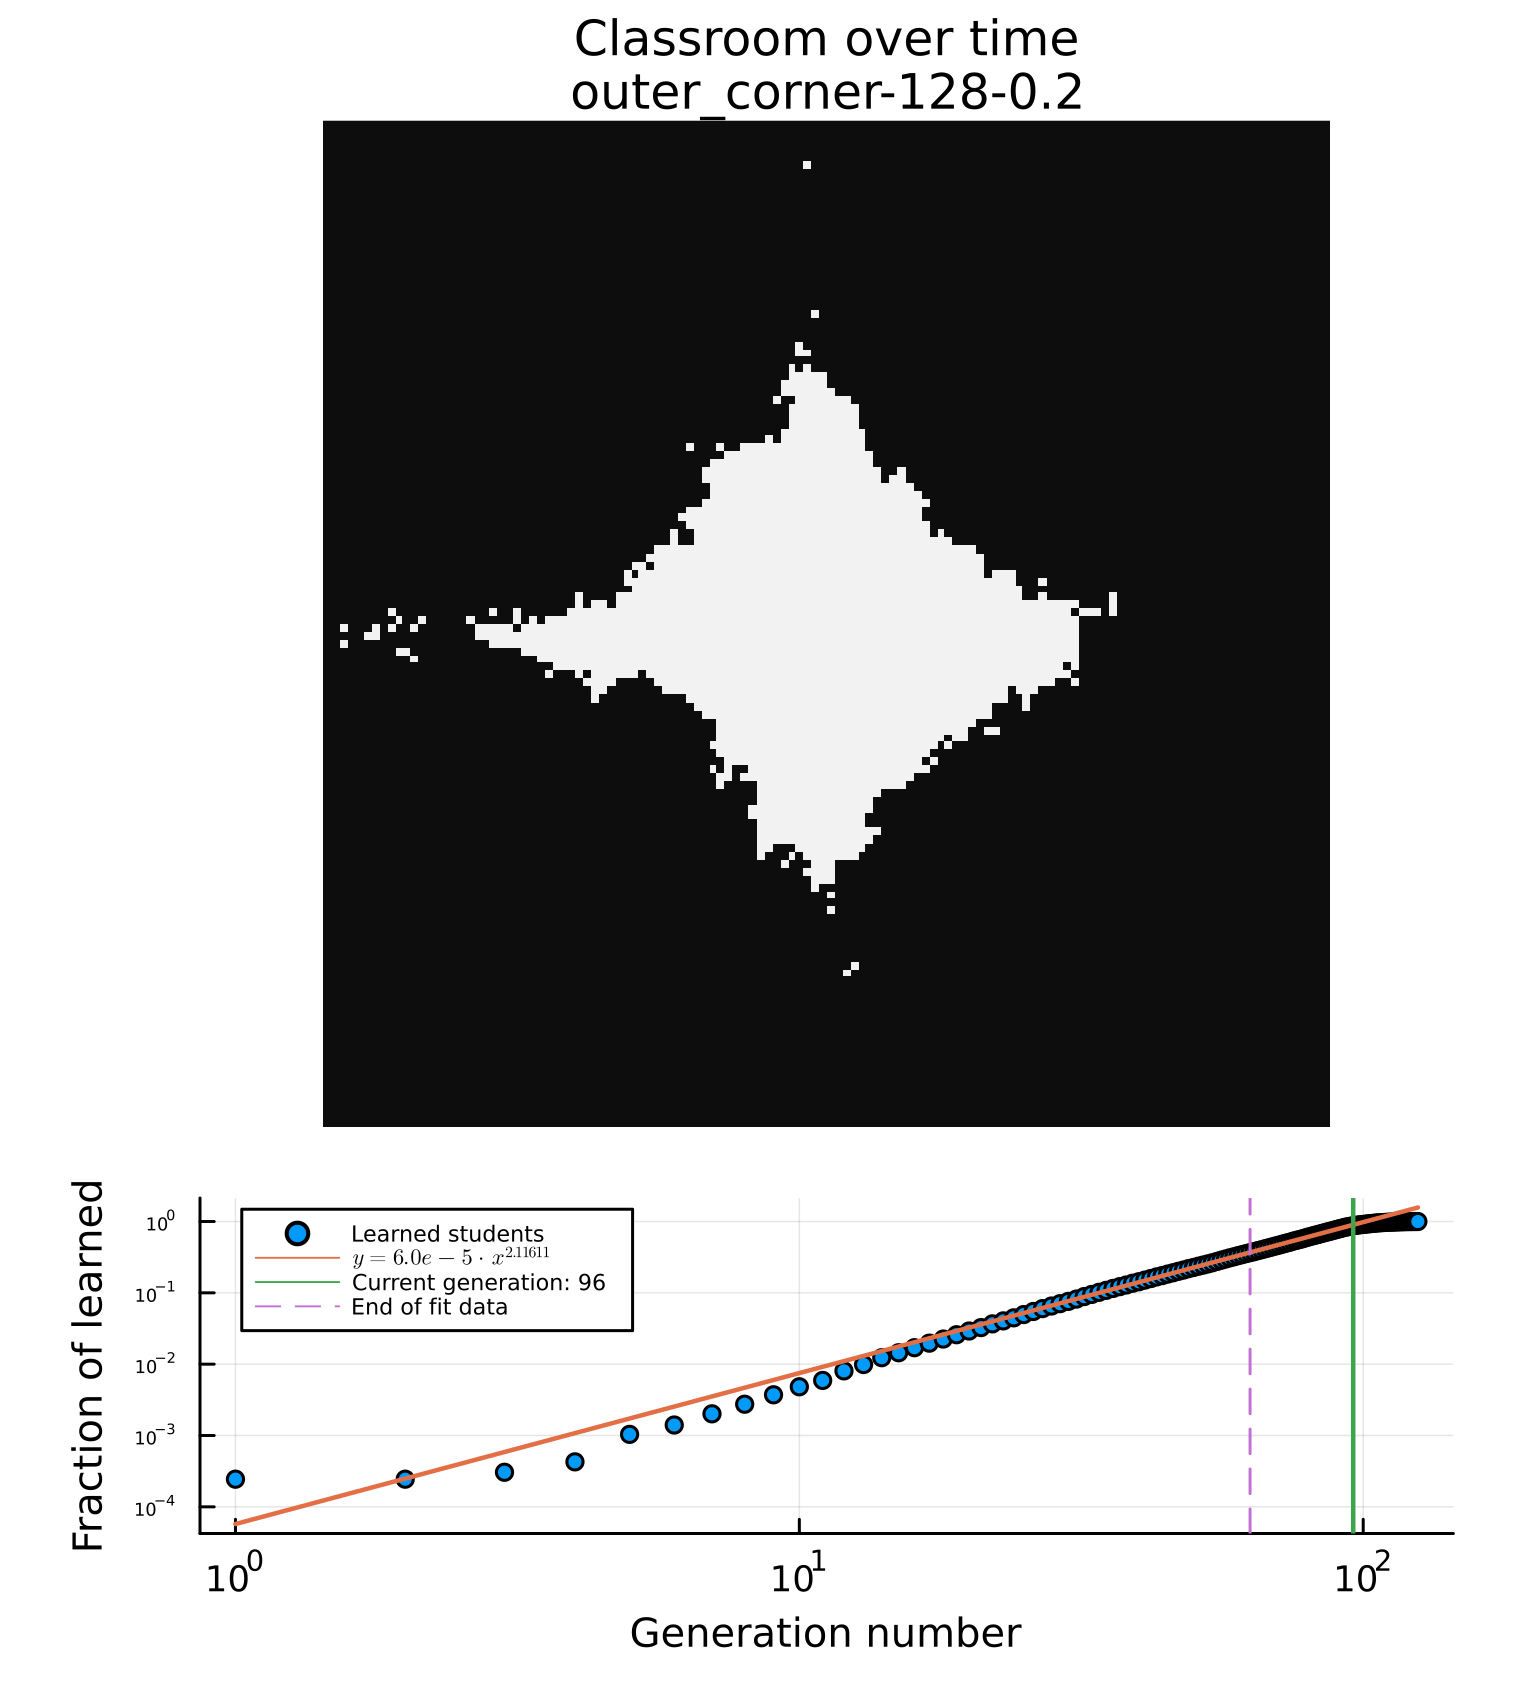 Classroom over time
outer_corner-128-0.2
Fraction of learned
10^0
10^-1
10^-2
10^-3
10^-4
Learned students
y = 6.0e − 5 · x^2.11611
Current generation: 96
End of fit data
10^0 10^1 10^2
Generation number